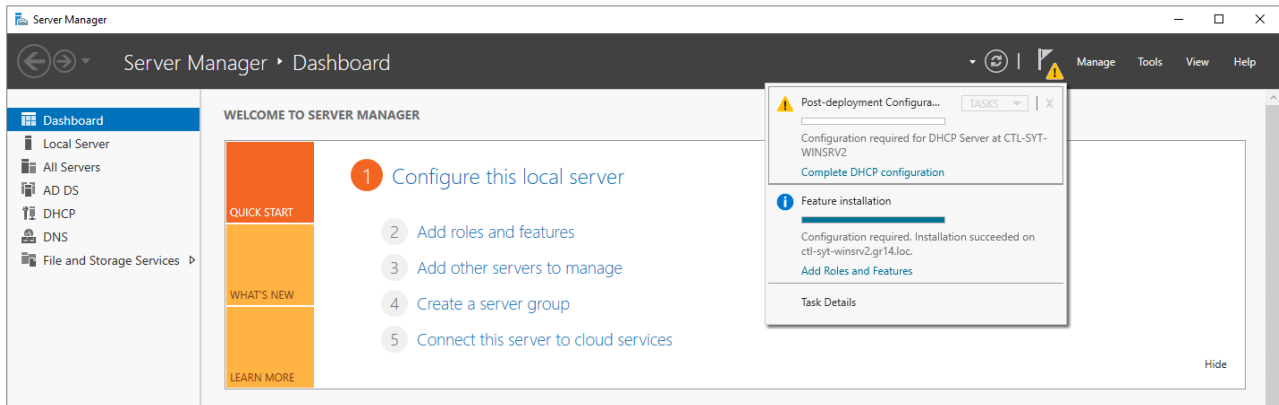 Server Manager
Server Manager ‣ Dashboard
Manage Tools View Help
Dashboard
Local Server
All Servers
AD DS
DHCP
DNS
File and Storage Services
WELCOME TO SERVER MANAGER
QUICK START
WHAT'S NEW
LEARN MORE
1 Configure this local server
2 Add roles and features
3 Add other servers to manage
4 Create a server group
5 Connect this server to cloud services
Hide
Post-deployment Configura... TASKS X
Configuration required for DHCP Server at CTL-SYT-
WINSRV2
Complete DHCP configuration
Feature installation
Configuration required. Installation succeeded on
ctl-syt-winsrv2.gr14.loc.
Add Roles and Features
Task Details